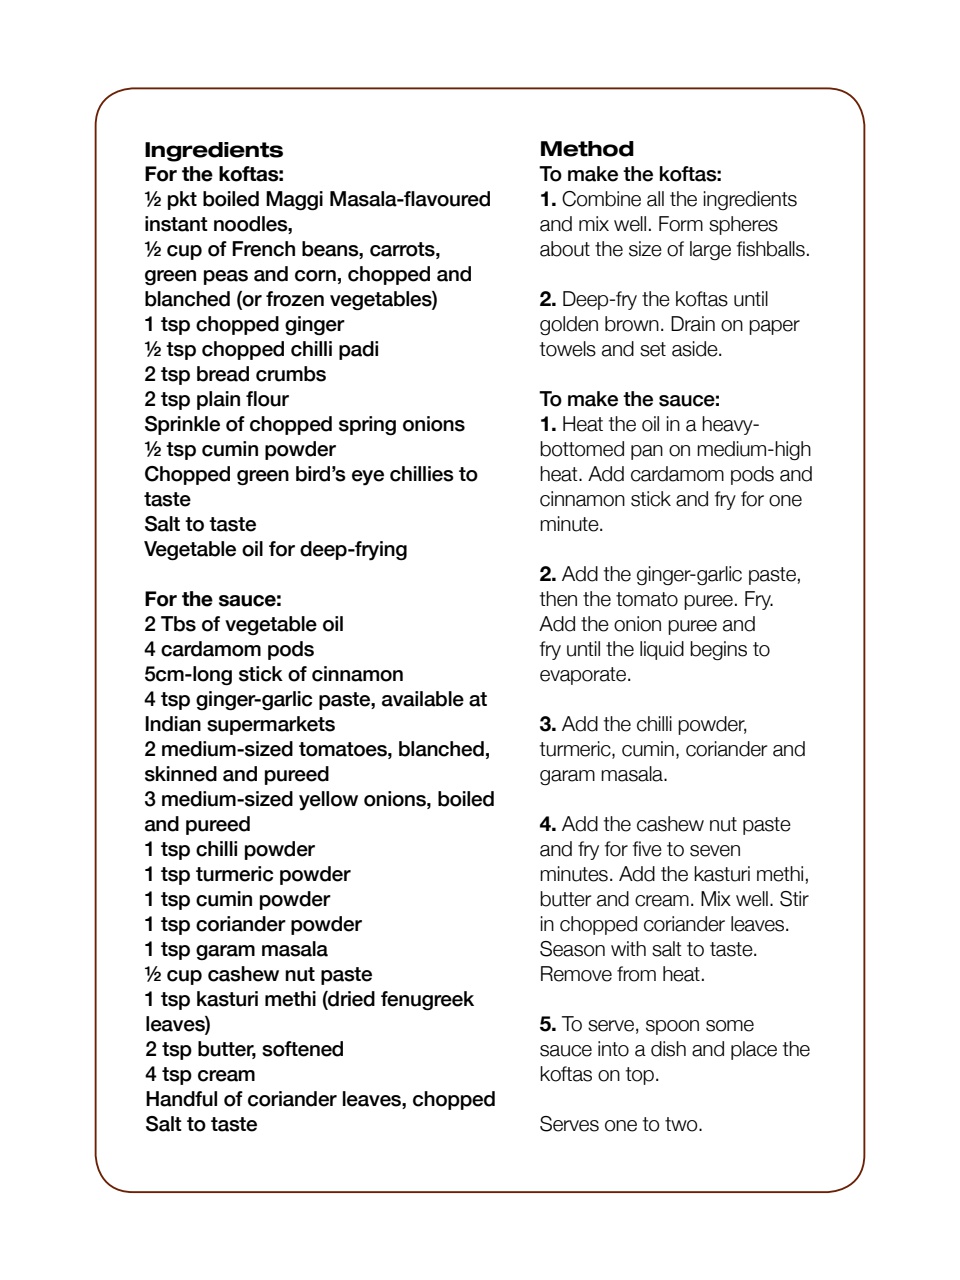 Ingredients
For the koftas:
½ pkt boiled Maggi Masala-flavoured
instant noodles,
½ cup of French beans, carrots,
green peas and corn, chopped and
blanched (or frozen vegetables)
1 tsp chopped ginger
½ tsp chopped chilli padi
2 tsp bread crumbs
2 tsp plain flour
Sprinkle of chopped spring onions
½ tsp cumin powder
Chopped green bird’s eye chillies to
taste
Salt to taste
Vegetable oil for deep-frying
For the sauce:
2 Tbs of vegetable oil
4 cardamom pods
5cm-long stick of cinnamon
4 tsp ginger-garlic paste, available at
Indian supermarkets
2 medium-sized tomatoes, blanched,
skinned and pureed
3 medium-sized yellow onions, boiled
and pureed
1 tsp chilli powder
1 tsp turmeric powder
1 tsp cumin powder
1 tsp coriander powder
1 tsp garam masala
½ cup cashew nut paste
1 tsp kasturi methi (dried fenugreek
leaves)
2 tsp butter, softened
4 tsp cream
Handful of coriander leaves, chopped
Salt to taste
Method
To make the koftas:
1. Combine all the ingredients
and mix well. Form spheres
about the size of large fishballs.
2. Deep-fry the koftas until
golden brown. Drain on paper
towels and set aside.
To make the sauce:
1. Heat the oil in a heavy-
bottomed pan on medium-high
heat. Add cardamom pods and
cinnamon stick and fry for one
minute.
2. Add the ginger-garlic paste,
then the tomato puree. Fry.
Add the onion puree and
fry until the liquid begins to
evaporate.
3. Add the chilli powder,
turmeric, cumin, coriander and
garam masala.
4. Add the cashew nut paste
and fry for five to seven
minutes. Add the kasturi methi,
butter and cream. Mix well. Stir
in chopped coriander leaves.
Season with salt to taste.
Remove from heat.
5. To serve, spoon some
sauce into a dish and place the
koftas on top.
Serves one to two.